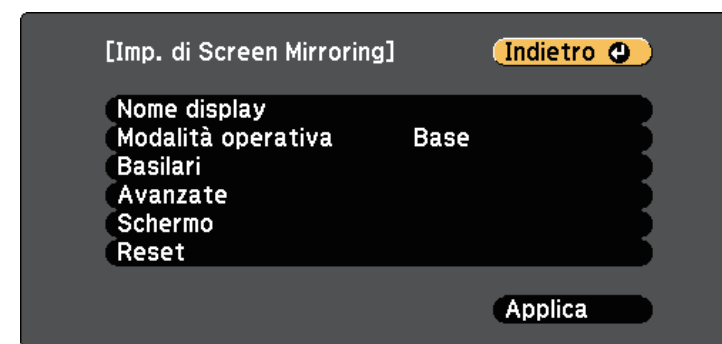 [Imp. di Screen Mirroring] Indietro
Nome display
Modalità operativa Base
Basilari
Avanzate
Schermo
Reset
Applica